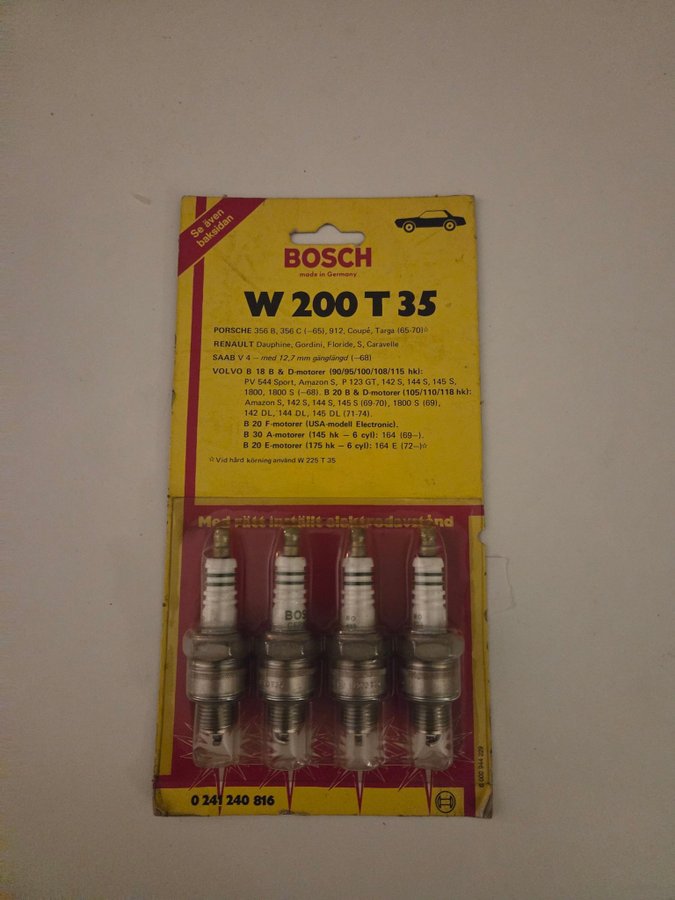 Se även
baksidan
BOSCH
made in Germany
W 200 T 35
PORSCHE 356 B, 356 C (–65), 912, Coupé, Targa (65-70)☆
RENAULT Dauphine, Gordini, Floride, S, Caravelle
SAAB V 4 – med 12,7 mm gänglängd (–68)
VOLVO B 18 B & D-motorer (90/95/100/108/115 hk):
PV 544 Sport, Amazon S, P 123 GT, 142 S, 144 S, 145 S,
1800, 1800 S (–68). B 20 B & D-motorer (105/110/118 hk):
Amazon S, 142 S, 144 S, 145 S (69-70), 1800 S (69),
142 DL, 144 DL, 145 DL (71-74).
B 20 F-motorer (USA-modell Electronic).
B 30 A-motorer (145 hk – 6 cyl): 164 (69–).
B 20 E-motorer (175 hk – 6 cyl): 164 E (72–)☆
☆Vid hård körning använd W 225 T 35
Med rätt inställt elektrodavstånd
BOS
0 241 240 816
6 000 944 229